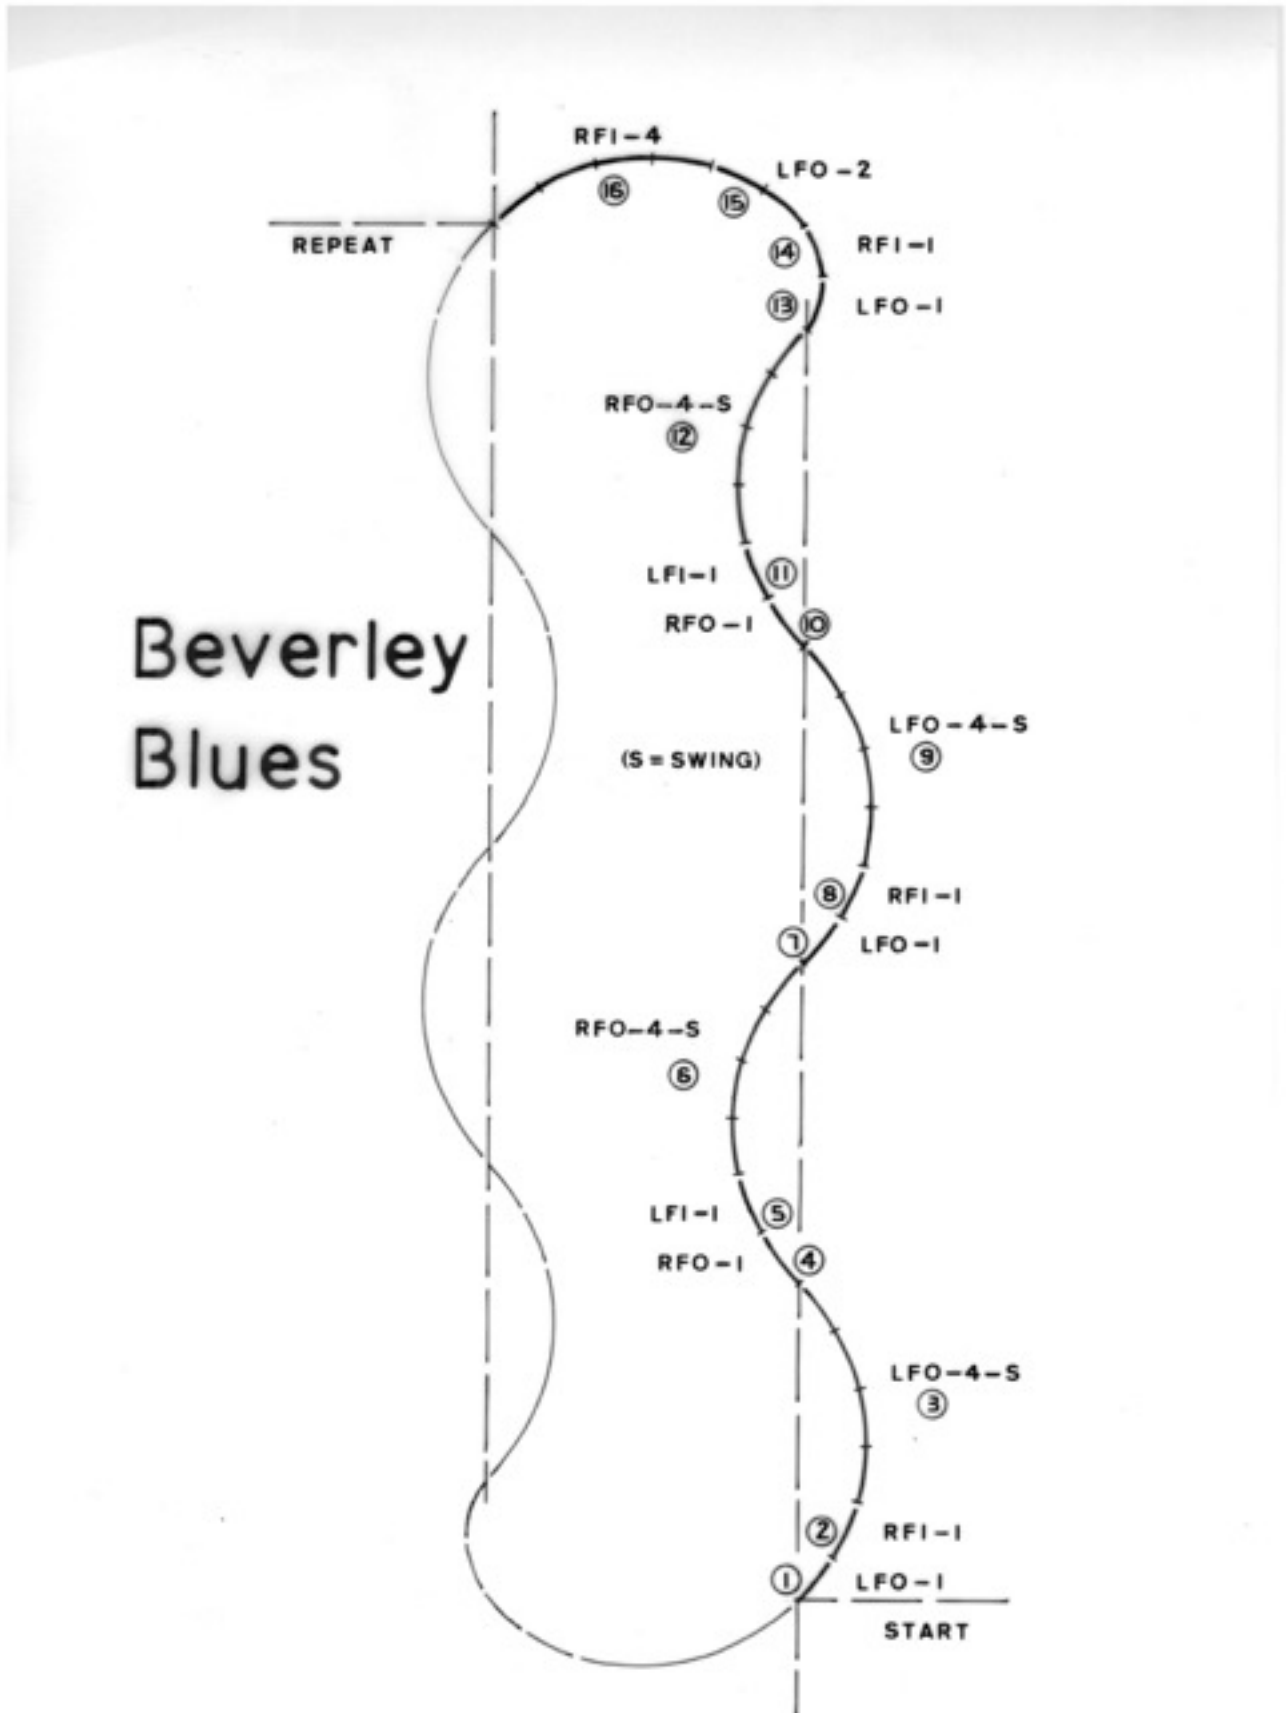 RFI-4
LFO-2
16
15
REPEAT
14
RFI-1
13
LFO-1
RFO-4-S
12
LFI-1
11
RFO-1
10
Beverley
Blues
LFO-4-S
(S=SWING)
9
8
RFI-1
7
LFO-1
RFO-4-S
6
LFI-1
5
RFO-1
4
LFO-4-S
3
2
RFI-1
1
LFO-1
START